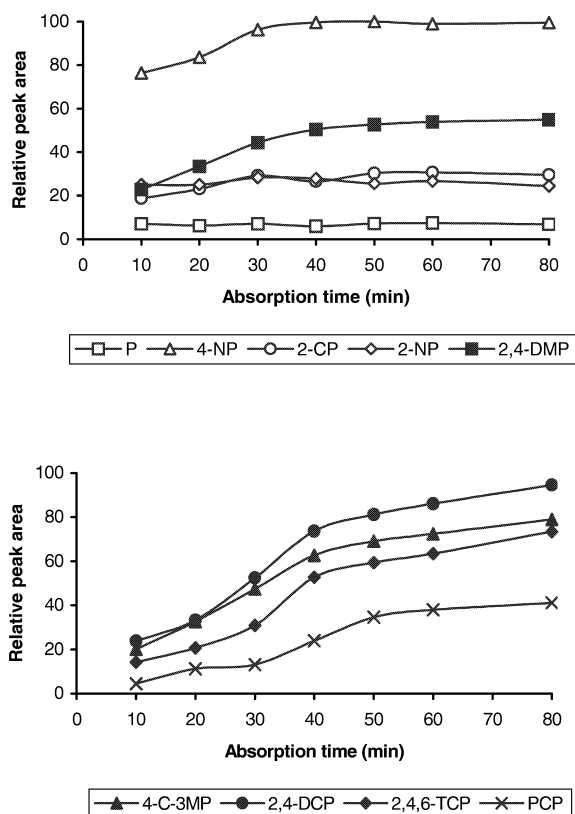 100
80
60
40
20
0
Relative peak area
0 10 20 30 40 50 60 70 80
Absorption time (min)
P 4-NP 2-CP 2-NP 2,4-DMP
100
80
60
40
20
0
Relative peak area
0 10 20 30 40 50 60 70 80
Absorption time (min)
4-C-3MP 2,4-DCP 2,4,6-TCP PCP